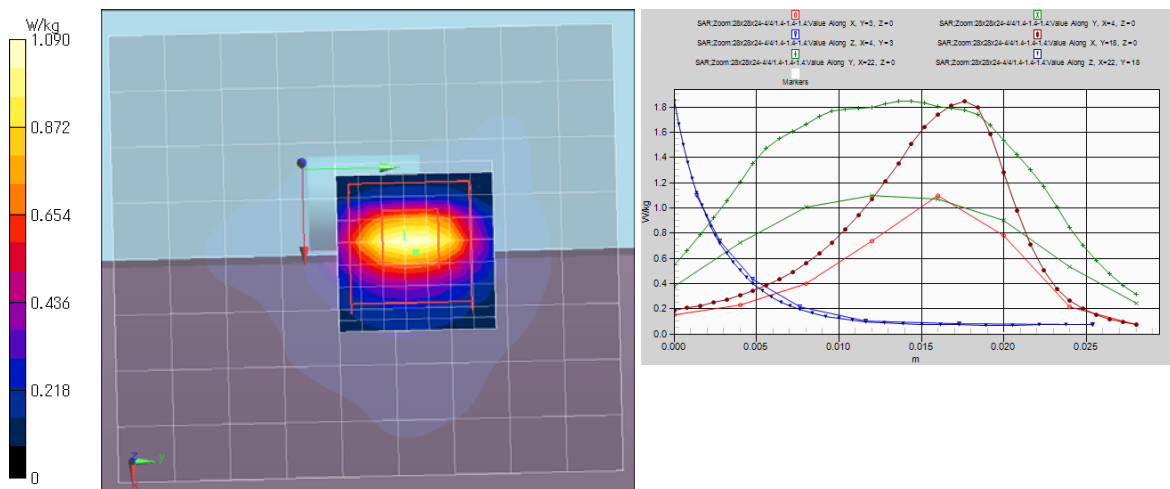 W/kg
1.090
0.872
0.654
0.436
0.218
0
z
y
x
SAR;Zoom:28x28x24-4/4/1.4-1.4-1.4:Value Along X, Y=3, Z=0
SAR;Zoom:28x28x24-4/4/1.4-1.4-1.4:Value Along Y, X=4, Z=0
SAR;Zoom:28x28x24-4/4/1.4-1.4-1.4:Value Along Z, X=4, Y=3
SAR;Zoom:28x28x24-4/4/1.4-1.4-1.4:Value Along X, Y=18, Z=0
SAR;Zoom:28x28x24-4/4/1.4-1.4-1.4:Value Along Y, X=22, Z=0
SAR;Zoom:28x28x24-4/4/1.4-1.4-1.4:Value Along Z, X=22, Y=18
Markers
W/kg
1.8
1.6
1.4
1.2
1.0
0.8
0.6
0.4
0.2
0.0
0.000
0.005
0.010
0.015
0.020
0.025
m